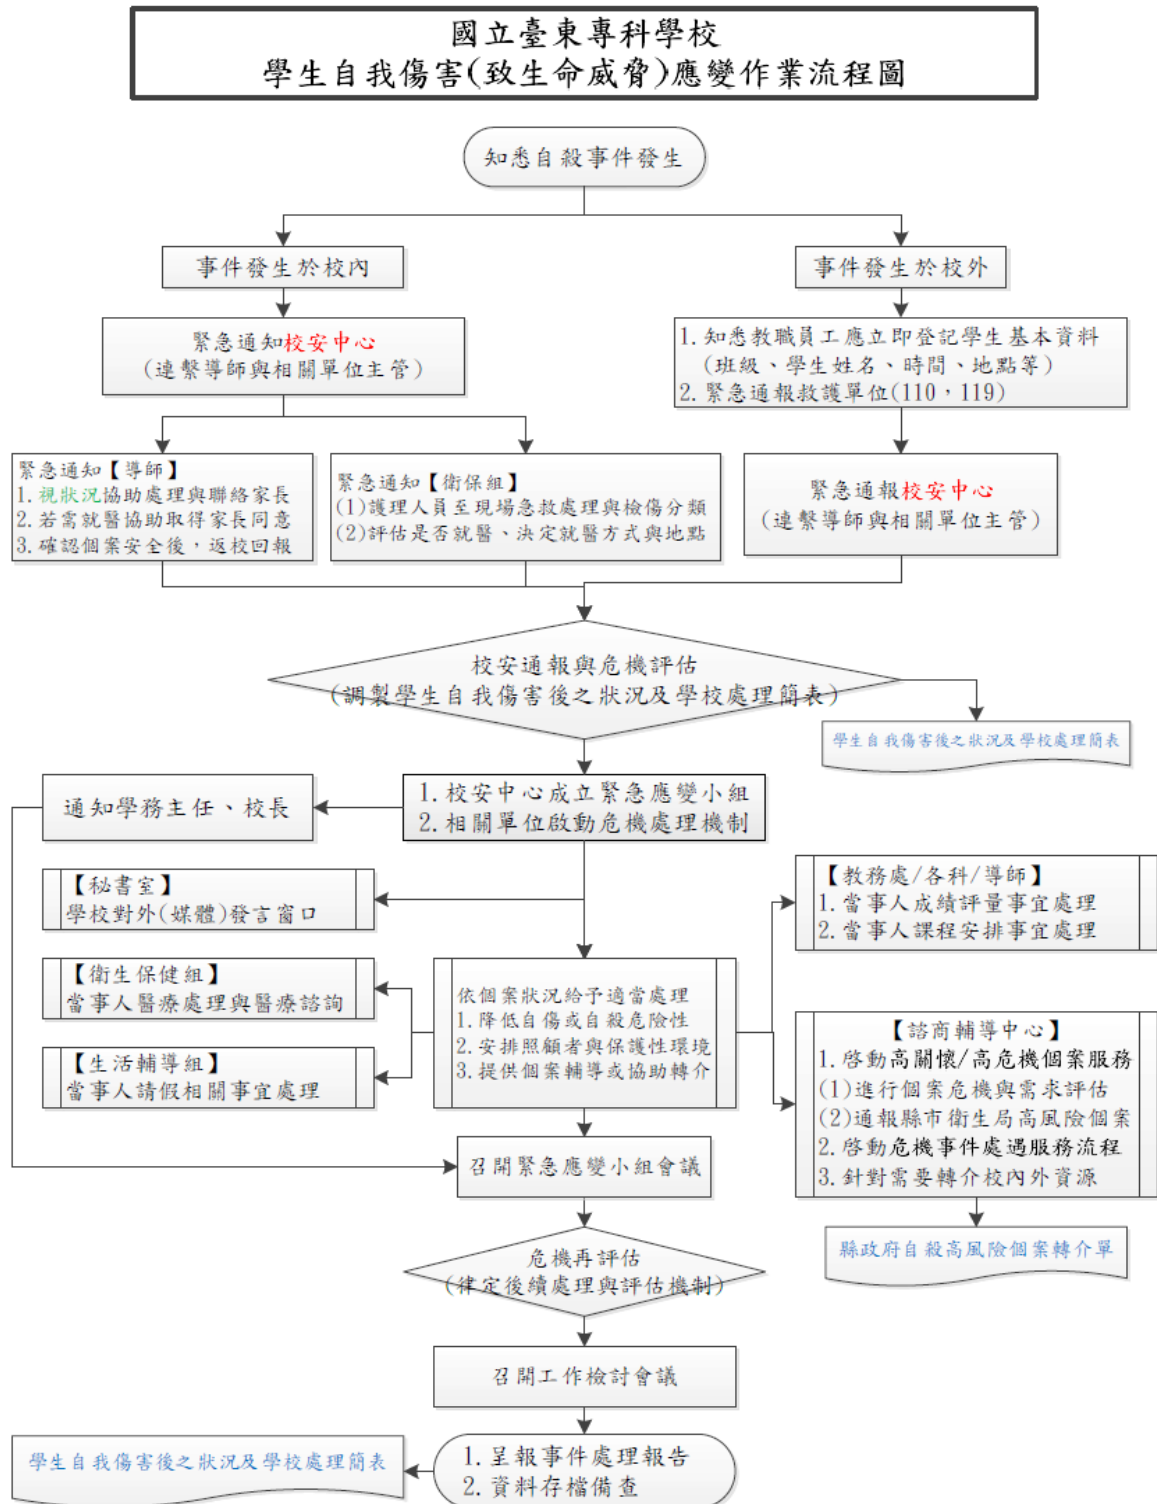 國立臺東專科學校
學生自我傷害(致生命威脅)應變作業流程圖
知悉自殺事件發生
事件發生於校內
事件發生於校外
緊急通知校安中心
(連繫導師與相關單位主管)
1. 知悉教職員工應立即登記學生基本資料
(班級、學生姓名、時間、地點等)
2. 緊急通報救護單位(110，119)
緊急通知【導師】
1. 視狀況協助處理與聯絡家長
2. 若需就醫協助取得家長同意
3. 確認個案安全後，返校回報
緊急通知【衛保組】
(1)護理人員至現場急救處理與檢傷分類
(2)評估是否就醫、決定就醫方式與地點
緊急通報校安中心
(連繫導師與相關單位主管)
校安通報與危機評估
(調製學生自我傷害後之狀況及學校處理簡表)
學生自我傷害後之狀況及學校處理簡表
通知學務主任、校長
1. 校安中心成立緊急應變小組
2. 相關單位啟動危機處理機制
【秘書室】
學校對外(媒體)發言窗口
【教務處/各科/導師】
1. 當事人成績評量事宜處理
2. 當事人課程安排事宜處理
【衛生保健組】
當事人醫療處理與醫療諮詢
【生活輔導組】
當事人請假相關事宜處理
依個案狀況給予適當處理
1. 降低自傷或自殺危險性
2. 安排照顧者與保護性環境
3. 提供個案輔導或協助轉介
【諮商輔導中心】
1. 啓動高關懷/高危機個案服務
(1)進行個案危機與需求評估
(2)通報縣市衛生局高風險個案
2. 啓動危機事件處遇服務流程
3. 針對需要轉介校內外資源
縣政府自殺高風險個案轉介單
召開緊急應變小組會議
危機再評估
(律定後續處理與評估機制)
召開工作檢討會議
1. 呈報事件處理報告
2. 資料存檔備查
學生自我傷害後之狀況及學校處理簡表